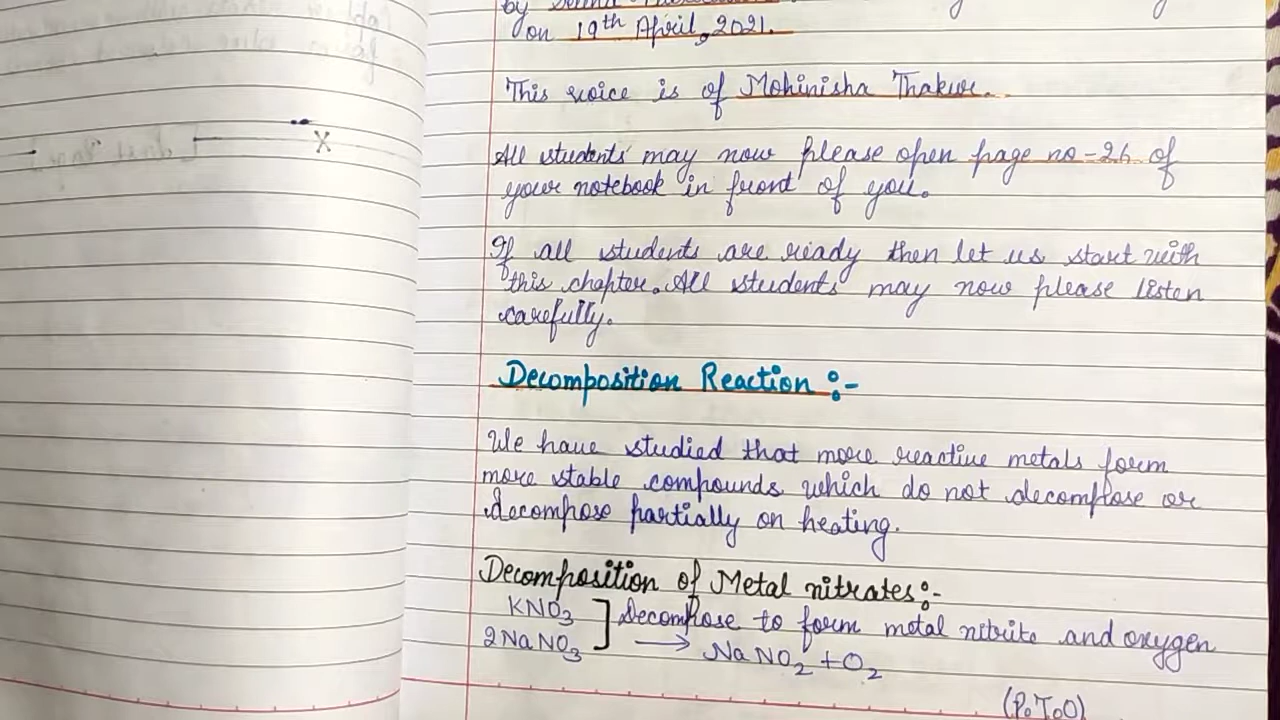 by
on 19th April, 2021.
This voice is of Mohinisha Thakur.
X
All students may now please open page no-26 of
your notebook in front of you.
If all students are ready then let us start with
this chapter. All students may now please listen
carefully.
Decomposition Reaction :-
We have studied that more reactive metals form
more stable compounds which do not decompose or
decompose partially on heating.
Decomposition of Metal nitrates:-
KNO3 ] Decompose to form metal nitrite and oxygen
2NaNO3 ] → NaNO2 + O2
(P.T.O)